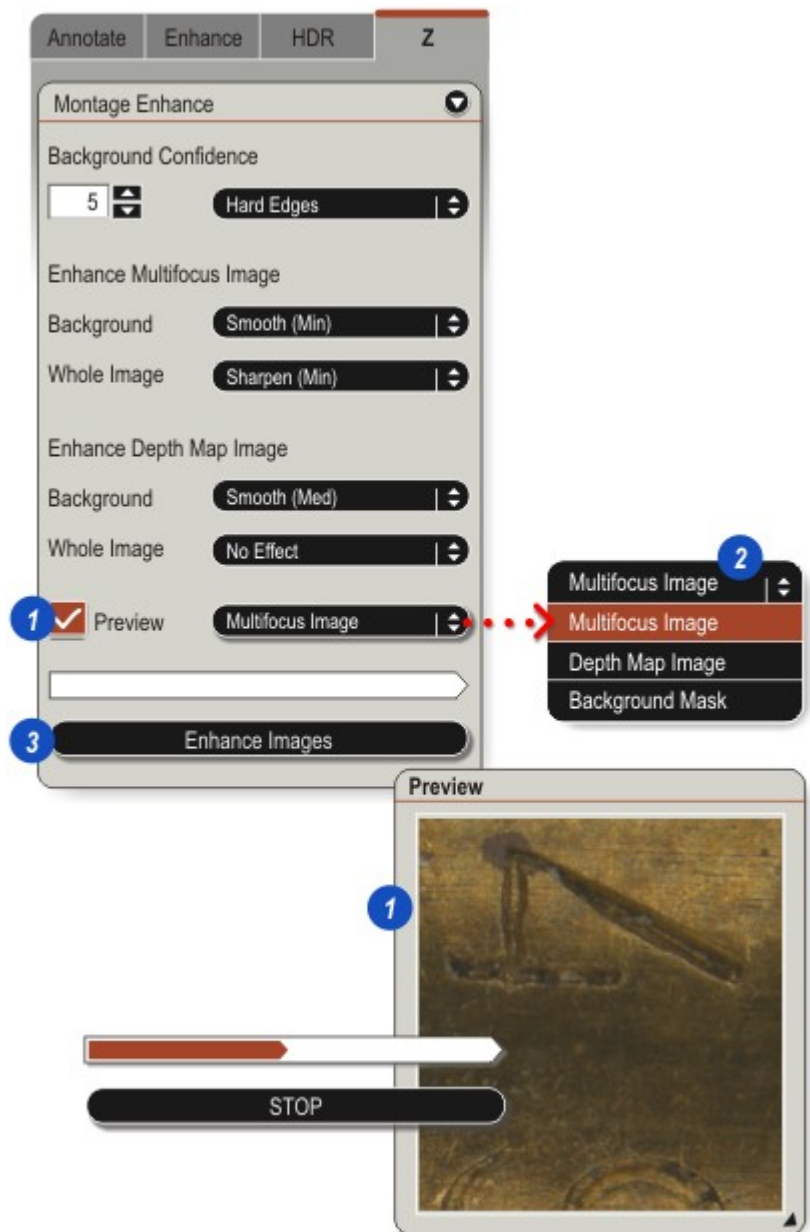 Annotate Enhance HDR Z
Montage Enhance
Background Confidence
5 Hard Edges
Enhance Multifocus Image
Background Smooth (Min)
Whole Image Sharpen (Min)
Enhance Depth Map Image
Background Smooth (Med)
Whole Image No Effect
1 Preview Multifocus Image
2
Multifocus Image
Multifocus Image
Depth Map Image
Background Mask
3 Enhance Images
Preview
1
STOP